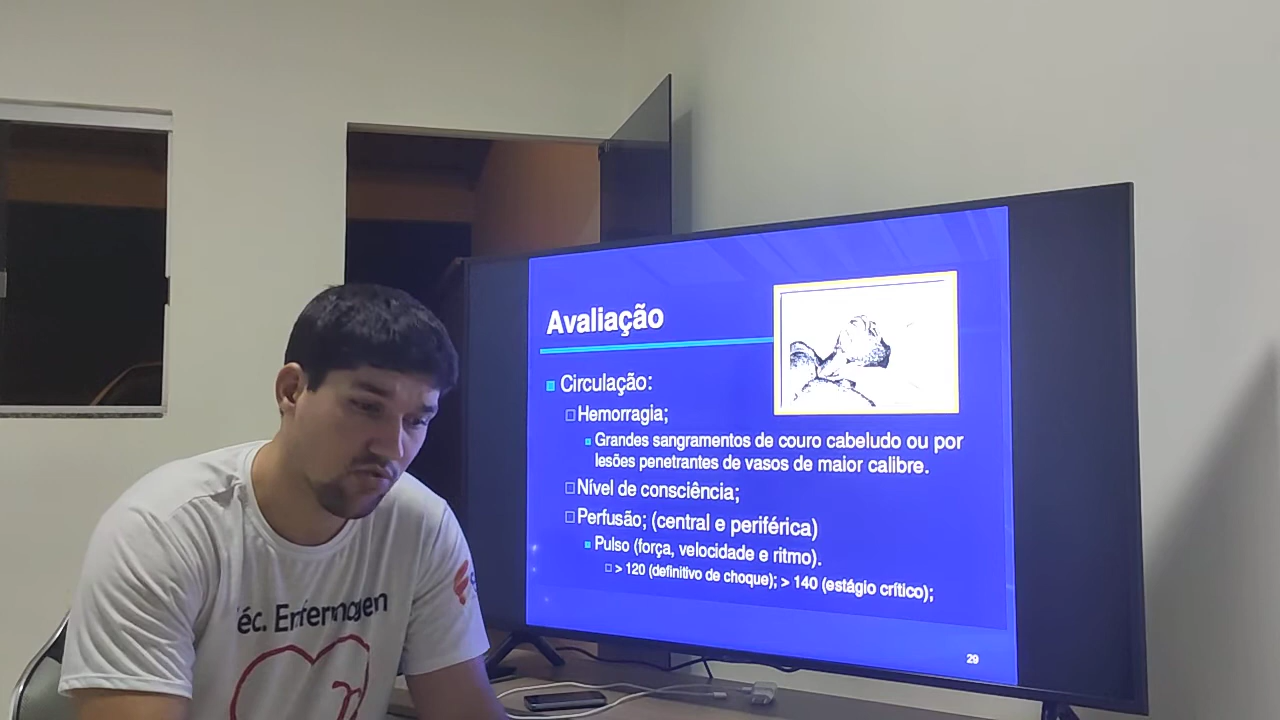 Avaliação
Circulação:
Hemorragia;
Grandes sangramentos de couro cabeludo ou por
lesões penetrantes de vasos de maior calibre.
Nível de consciência;
Perfusão; (central e periférica)
Pulso (força, velocidade e ritmo).
> 120 (definitivo de choque); > 140 (estágio crítico);
29
Téc. Enfermagen